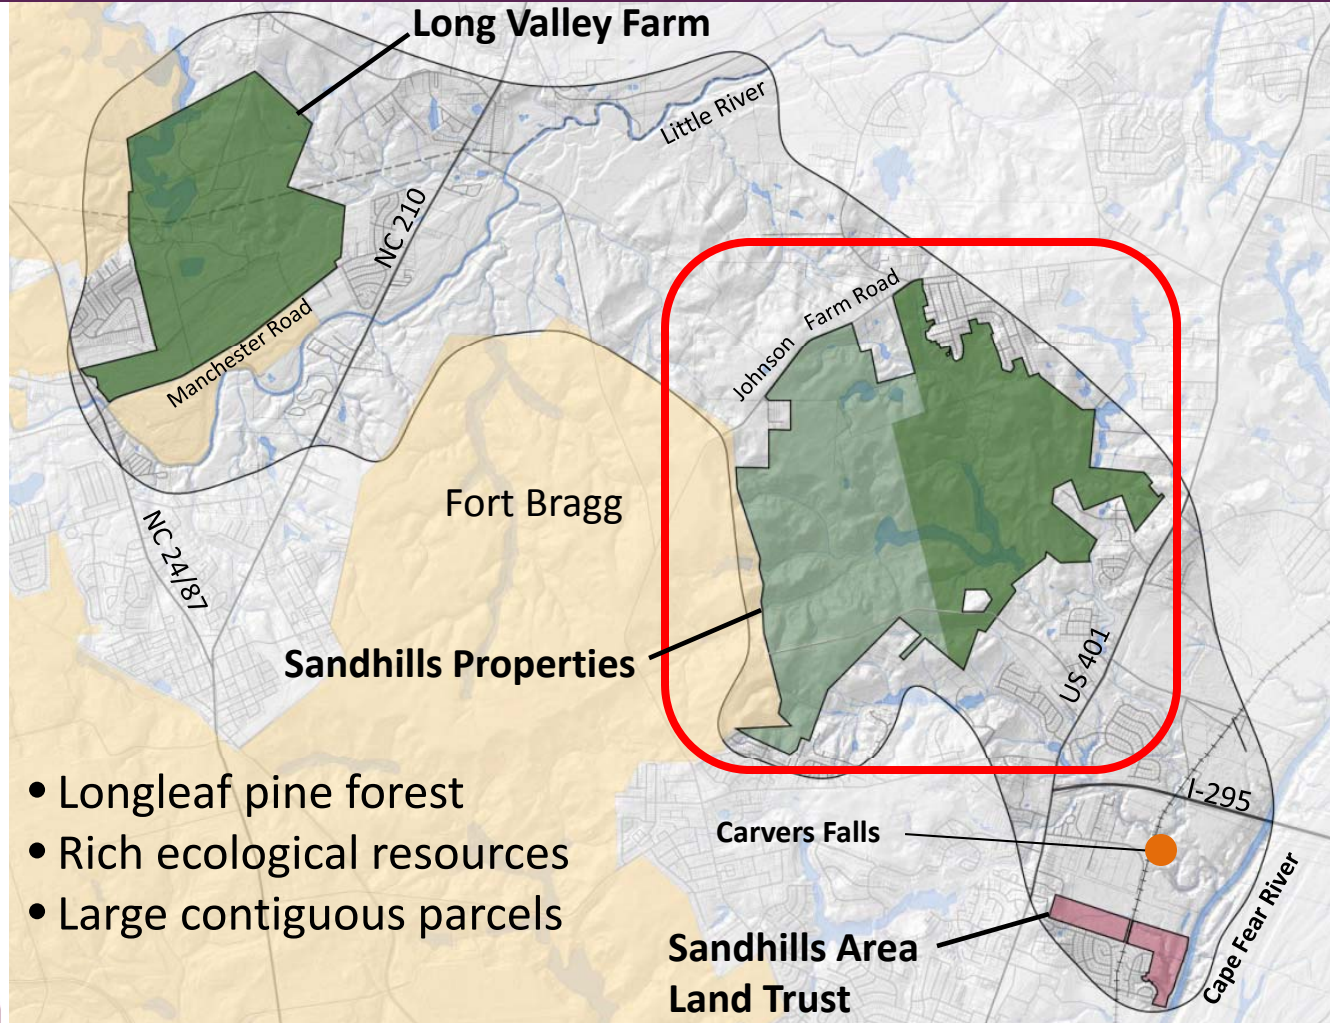 Long Valley Farm
Little River
NC 210
Manchester Road
Johnson Farm Road
Fort Bragg
NC 24/87
Sandhills Properties
US 401
• Longleaf pine forest
• Rich ecological resources
• Large contiguous parcels
I-295
Carvers Falls
Cape Fear River
Sandhills Area
Land Trust